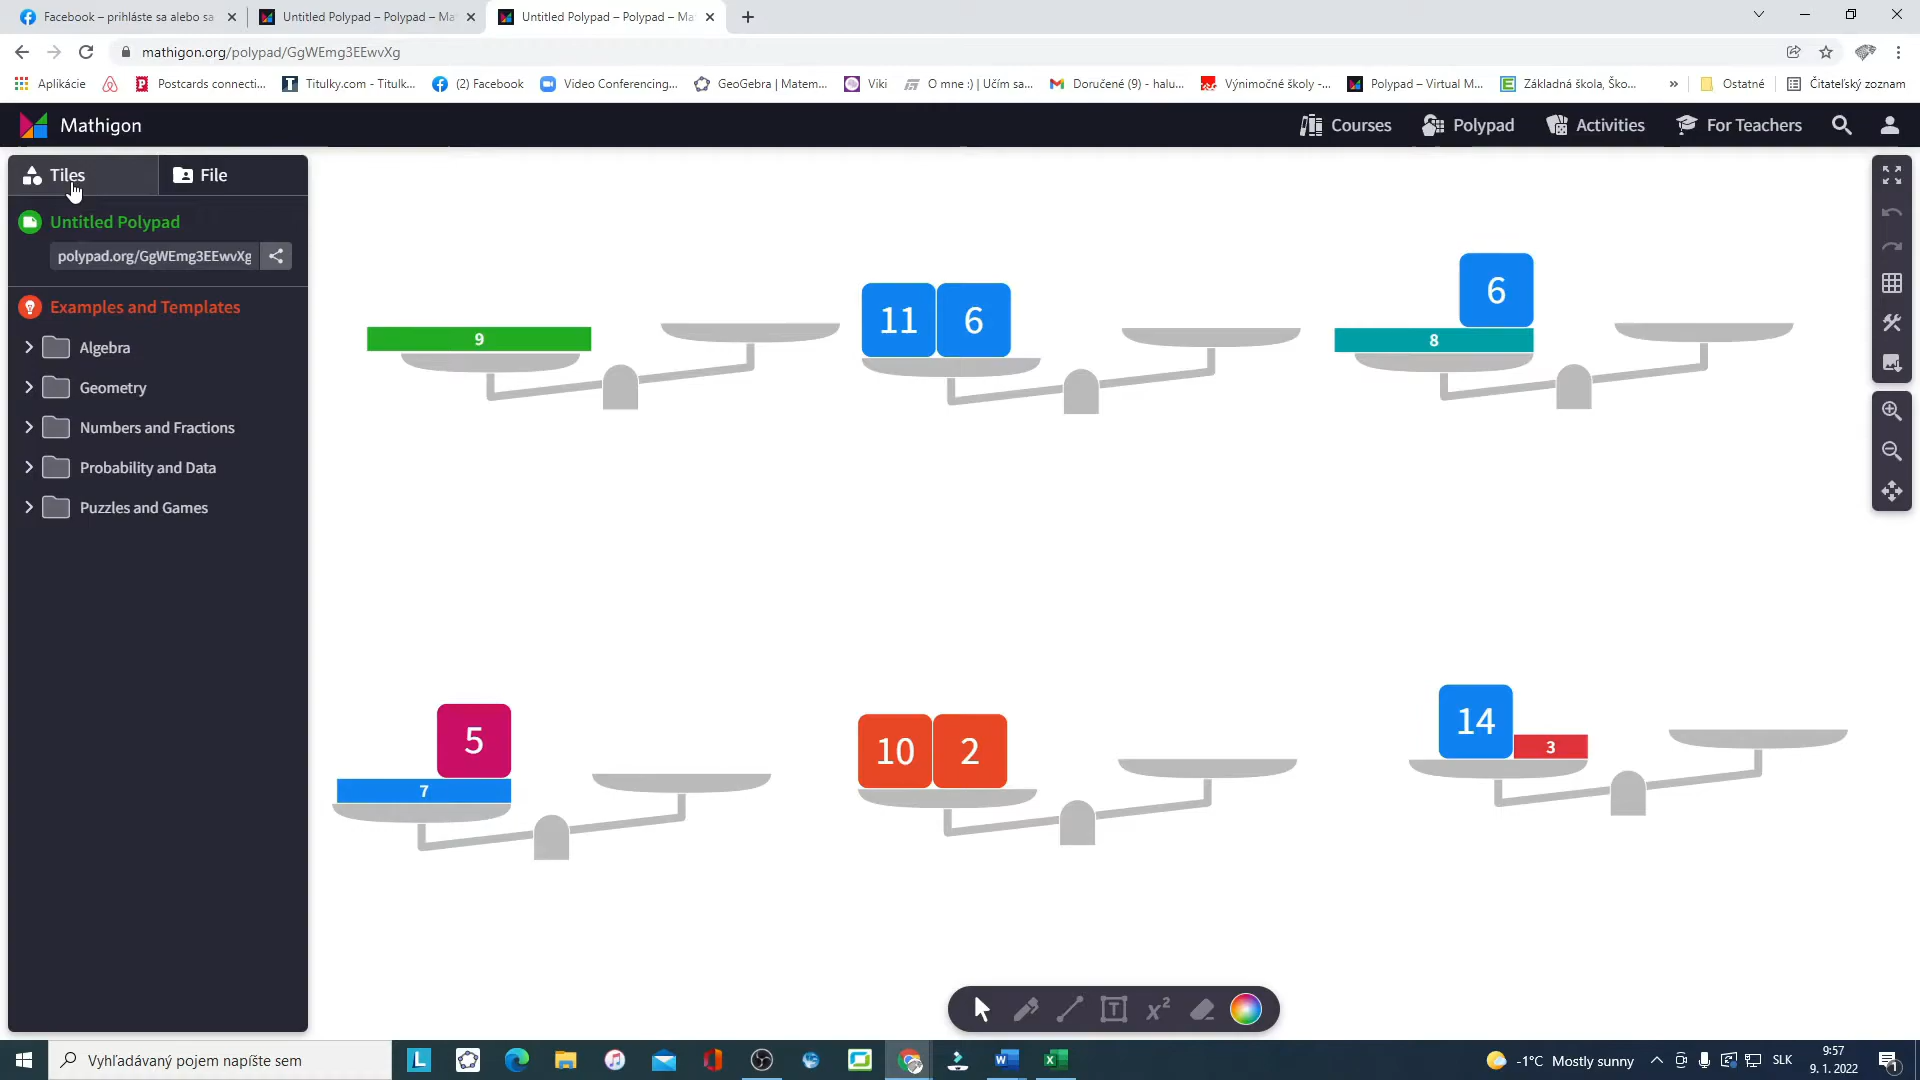 Facebook – prihláste sa alebo sa
Untitled Polypad – Polypad – Mat
Untitled Polypad – Polypad – Mat
mathigon.org/polypad/GgWEmg3EEwvXg
Aplikácie
Postcards connecti...
Titulky.com - Titulk...
(2) Facebook
Video Conferencing...
GeoGebra | Matem...
Viki
O mne :) | Učím sa...
Doručené (9) - halu...
Výnimočné školy -...
Polypad – Virtual M...
Základná škola, Ško...
»
Ostatné
Čitateľský zoznam
Mathigon
Courses
Polypad
Activities
For Teachers
Tiles
File
Untitled Polypad
polypad.org/GgWEmg3EEwvXg
Examples and Templates
Algebra
Geometry
Numbers and Fractions
Probability and Data
Puzzles and Games
9
11 6
6
8
5
7
10 2
14
3
T
x²
Vyhľadávaný pojem napíšte sem
L
-1°C Mostly sunny
SLK
9:57
9. 1. 2022
1